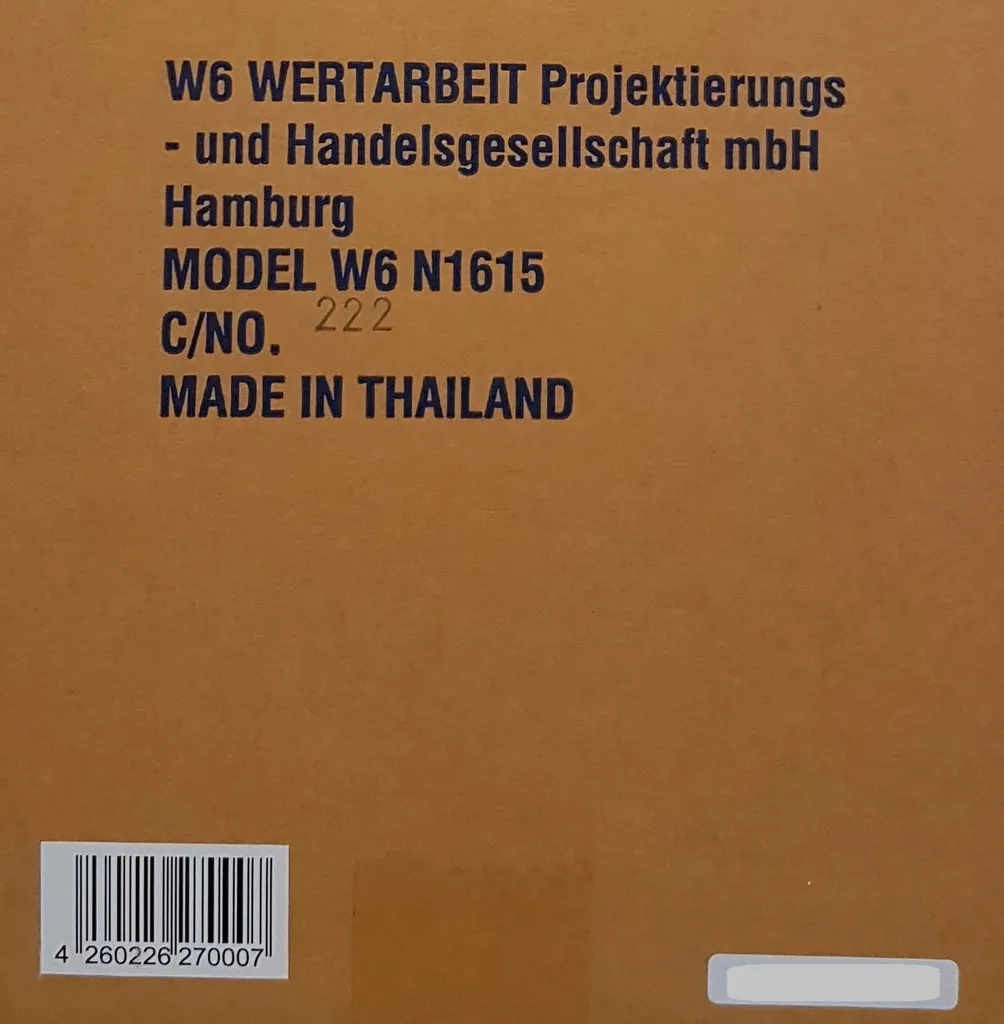 W6 WERTARBEIT Projektierungs
- und Handelsgesellschaft mbH
Hamburg
MODEL W6 N1615
C/NO. 222
MADE IN THAILAND
4 260226 270007